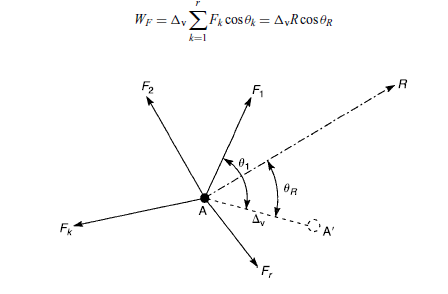 W_F = Δ_v ∑_{k=1}^{r} F_k cos θ_k = Δ_v R cos θ_R
R
F_2
F_1
θ_1
θ_R
A
Δ_v
A′
F_k
F_r